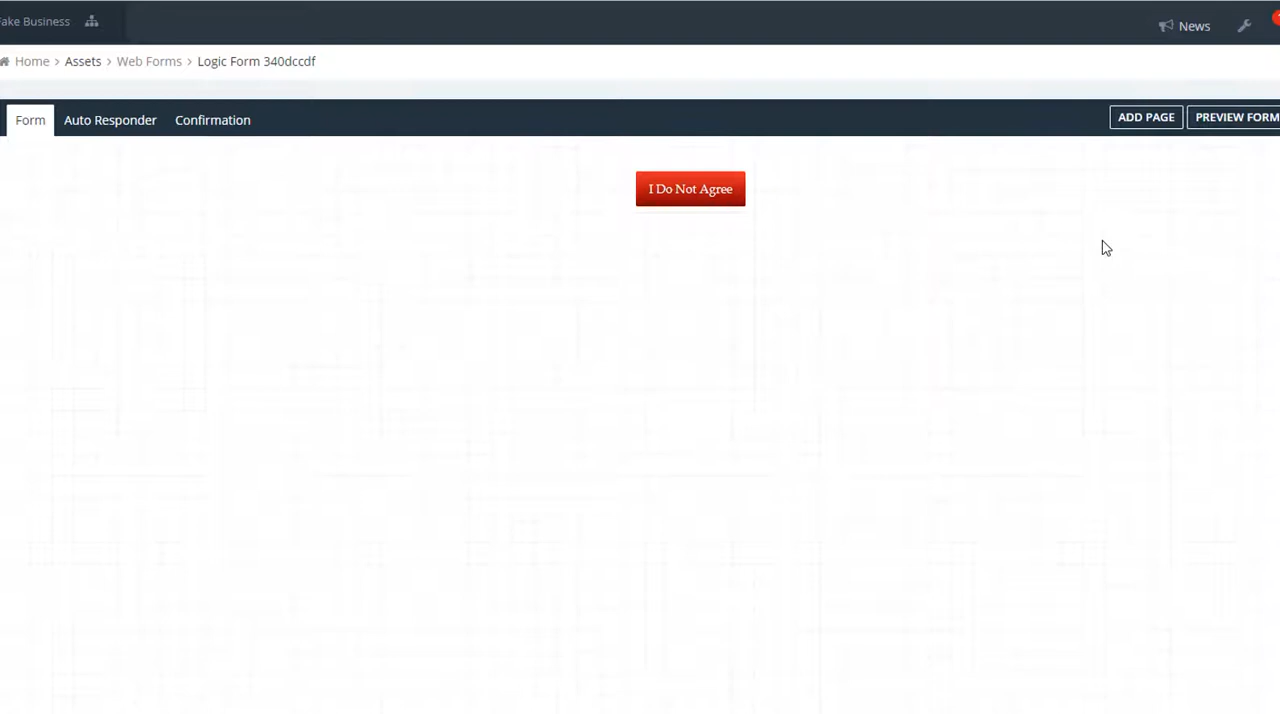 Fake Business
News
Home > Assets > Web Forms > Logic Form 340dccdf
Form Auto Responder Confirmation ADD PAGE PREVIEW FORM
I Do Not Agree